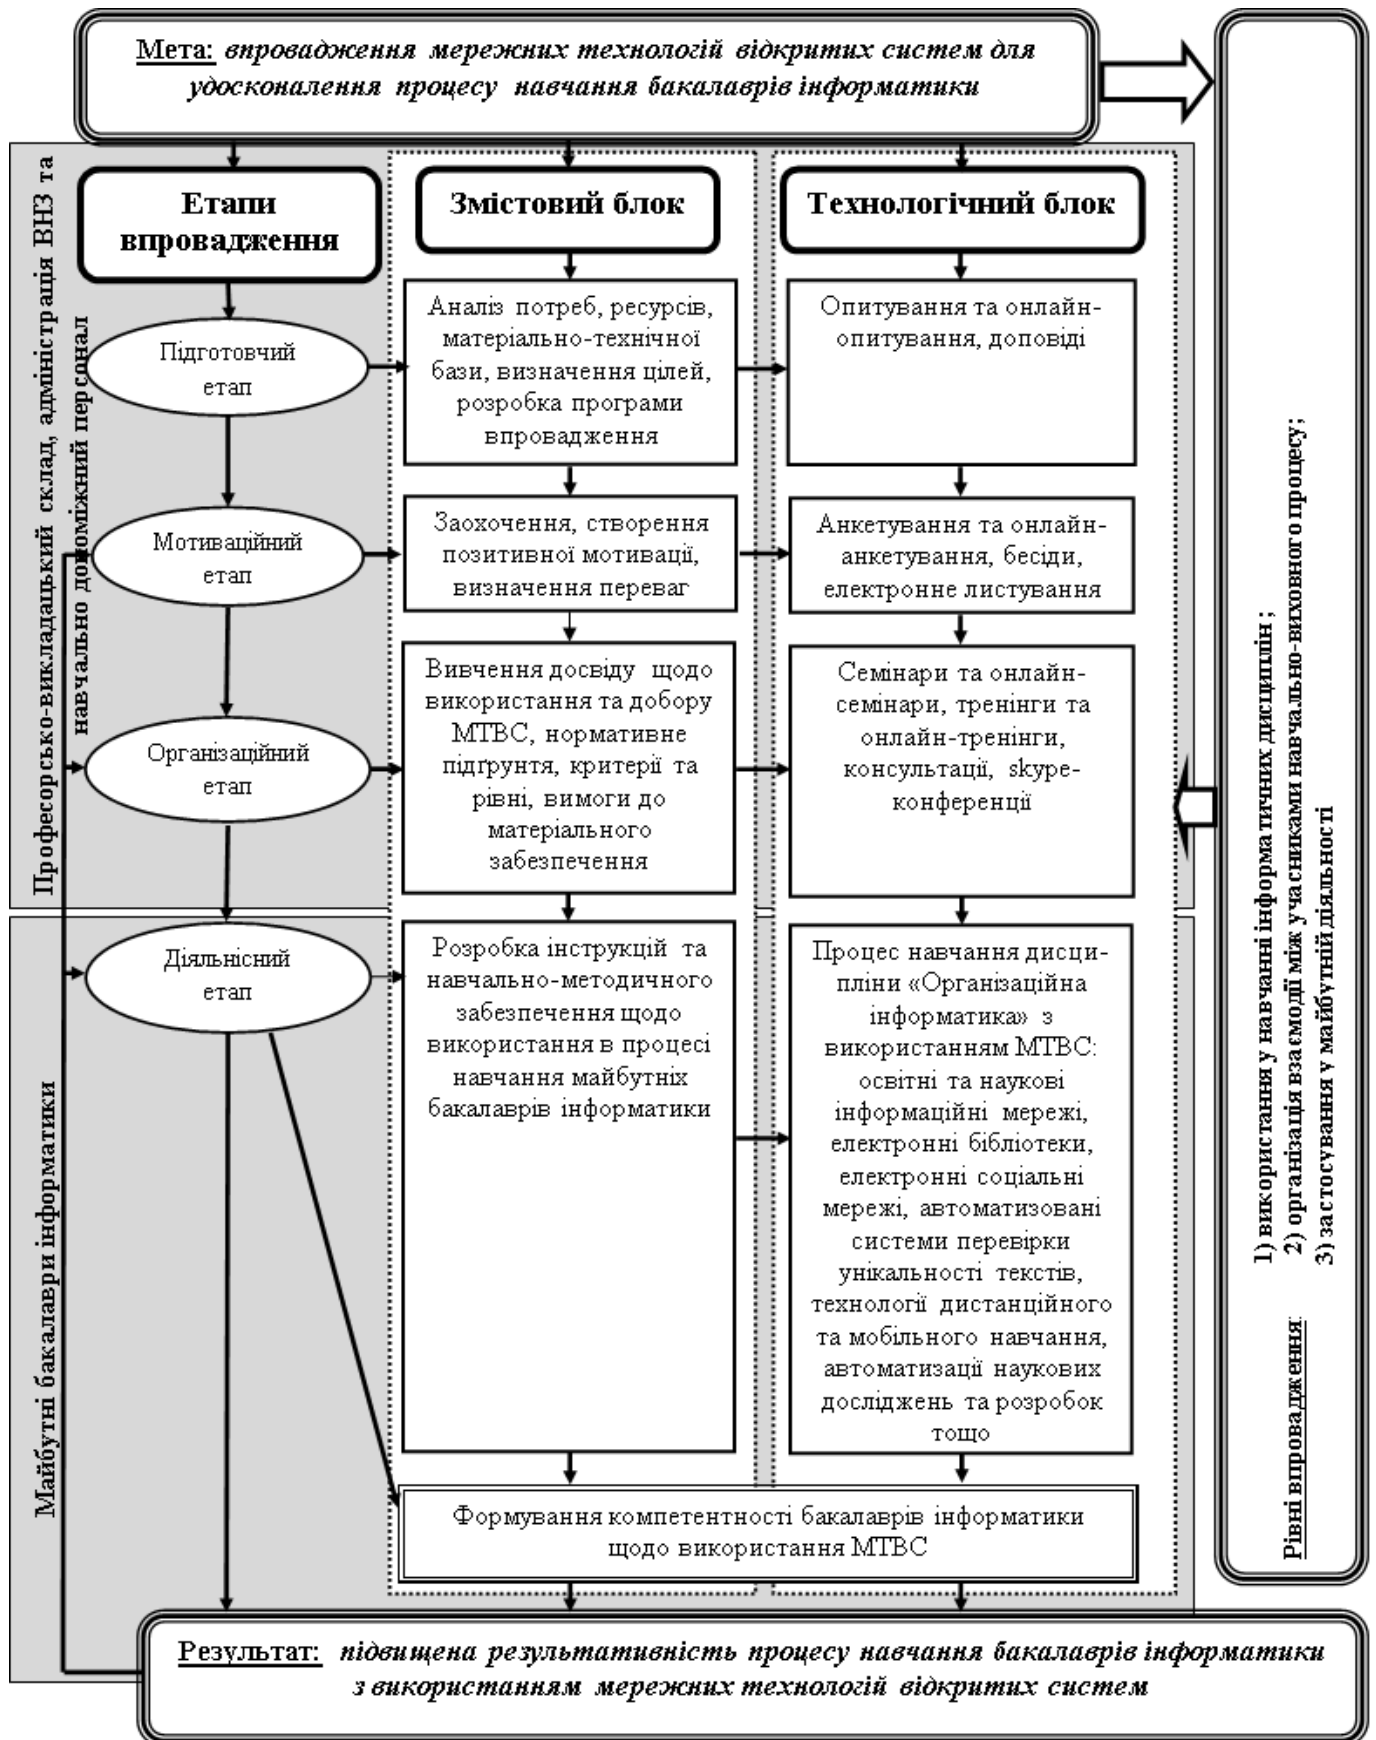 Мета: впровадження мережних технологій відкритих систем для
удосконалення процесу навчання бакалаврів інформатики
Професорсько-викладацький склад, адміністрація ВНЗ та
навчально доміжний персонал
Майбутні бакалаври інформатики
Етапи
впровадження
Підготовчий
етап
Мотиваційний
етап
Організаційний
етап
Діяльнісний
етап
Змістовий блок
Аналіз потреб, ресурсів,
матеріально-технічної
бази, визначення цілей,
розробка програми
впровадження
Заохочення, створення
позитивної мотивації,
визначення переваг
Вивчення досвіду щодо
використання та добору
МТВС, нормативне
підґрунтя, критерії та
рівні, вимоги до
матеріального
забезпечення
Розробка інструкцій та
навчально-методичного
забезпечення щодо
використання в процесі
навчання майбутніх
бакалаврів інформатики
Технологічний блок
Опитування та онлайн-
опитування, доповіді
Анкетування та онлайн-
анкетування, бесіди,
електронне листування
Семінари та онлайн-
семінари, тренінги та
онлайн-тренінги,
консультації, skype-
конференції
Процес навчання дисци-
пліни «Організаційна
інформатика» з
використанням МТВС:
освітні та наукові
інформаційні мережі,
електронні бібліотеки,
електронні соціальні
мережі, автоматизовані
системи перевірки
унікальності текстів,
технології дистанційного
та мобільного навчання,
автоматизації наукових
досліджень та розробок
тощо
Формування компетентності бакалаврів інформатики
щодо використання МТВС
Рівні впровадження:
1) використання у навчанні інформатичних дисциплін ;
2) організація взаємодії між учасниками навчально-виховного процесу;
3) застосування у майбутній діяльності
Результат: підвищена результативність процесу навчання бакалаврів інформатики
з використанням мережних технологій відкритих систем